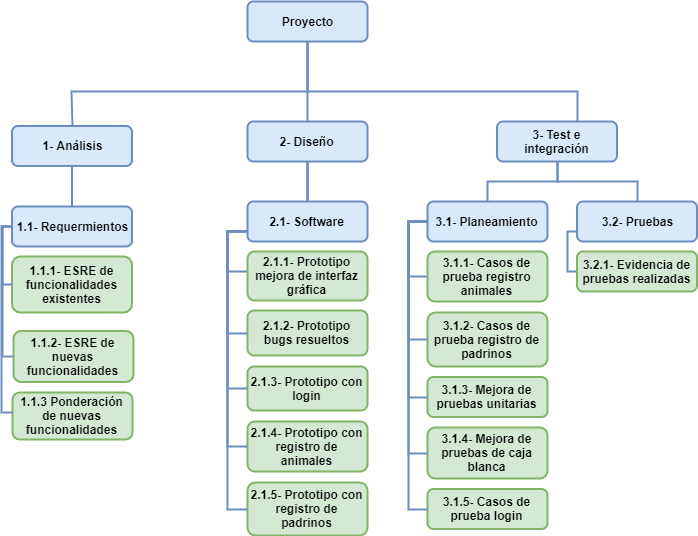 Proyecto
1- Análisis
2- Diseño
3- Test e
integración
1.1- Requermientos
2.1- Software
3.1- Planeamiento
3.2- Pruebas
1.1.1- ESRE de
funcionalidades
existentes
1.1.2- ESRE de
nuevas
funcionalidades
1.1.3 Ponderación
de nuevas
funcionalidades
2.1.1- Prototipo
mejora de interfaz
gráfica
2.1.2- Prototipo
bugs resueltos
2.1.3- Prototipo con
login
2.1.4- Prototipo con
registro de
animales
2.1.5- Prototipo con
registro de
padrinos
3.1.1- Casos de
prueba registro
animales
3.1.2- Casos de
prueba registro de
padrinos
3.1.3- Mejora de
pruebas unitarias
3.1.4- Mejora de
pruebas de caja
blanca
3.1.5- Casos de
prueba login
3.2.1- Evidencia de
pruebas realizadas